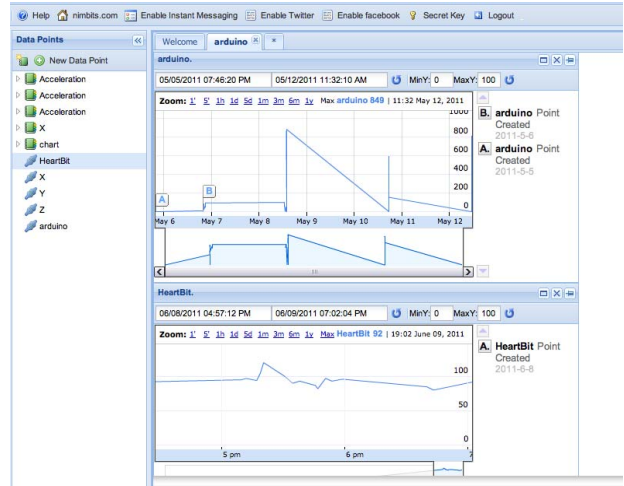 Help nimbits.com Enable Instant Messaging Enable Twitter Enable facebook Secret Key Logout
Data Points
New Data Point
Acceleration
Acceleration
Acceleration
X
chart
HeartBit
X
Y
Z
arduino
Welcome arduino *
arduino.
05/05/2011 07:46:20 PM 05/12/2011 11:32:10 AM MinY: 0 MaxY: 100
Zoom: 1' 5' 1h 1d 5d 1m 3m 6m 1y Max arduino 849 | 11:32 May 12, 2011
1000
800
600
400
200
0
A
B
May 6 May 7 May 8 May 9 May 10 May 11 May 12
B. arduino Point
Created
2011-5-6
A. arduino Point
Created
2011-5-5
HeartBit.
06/08/2011 04:57:12 PM 06/09/2011 07:02:04 PM MinY: 0 MaxY: 100
Zoom: 1' 5' 1h 1d 5d 1m 3m 6m 1y Max HeartBit 92 | 19:02 June 09, 2011
100
50
0
5 pm 6 pm 7
A. HeartBit Point
Created
2011-6-8